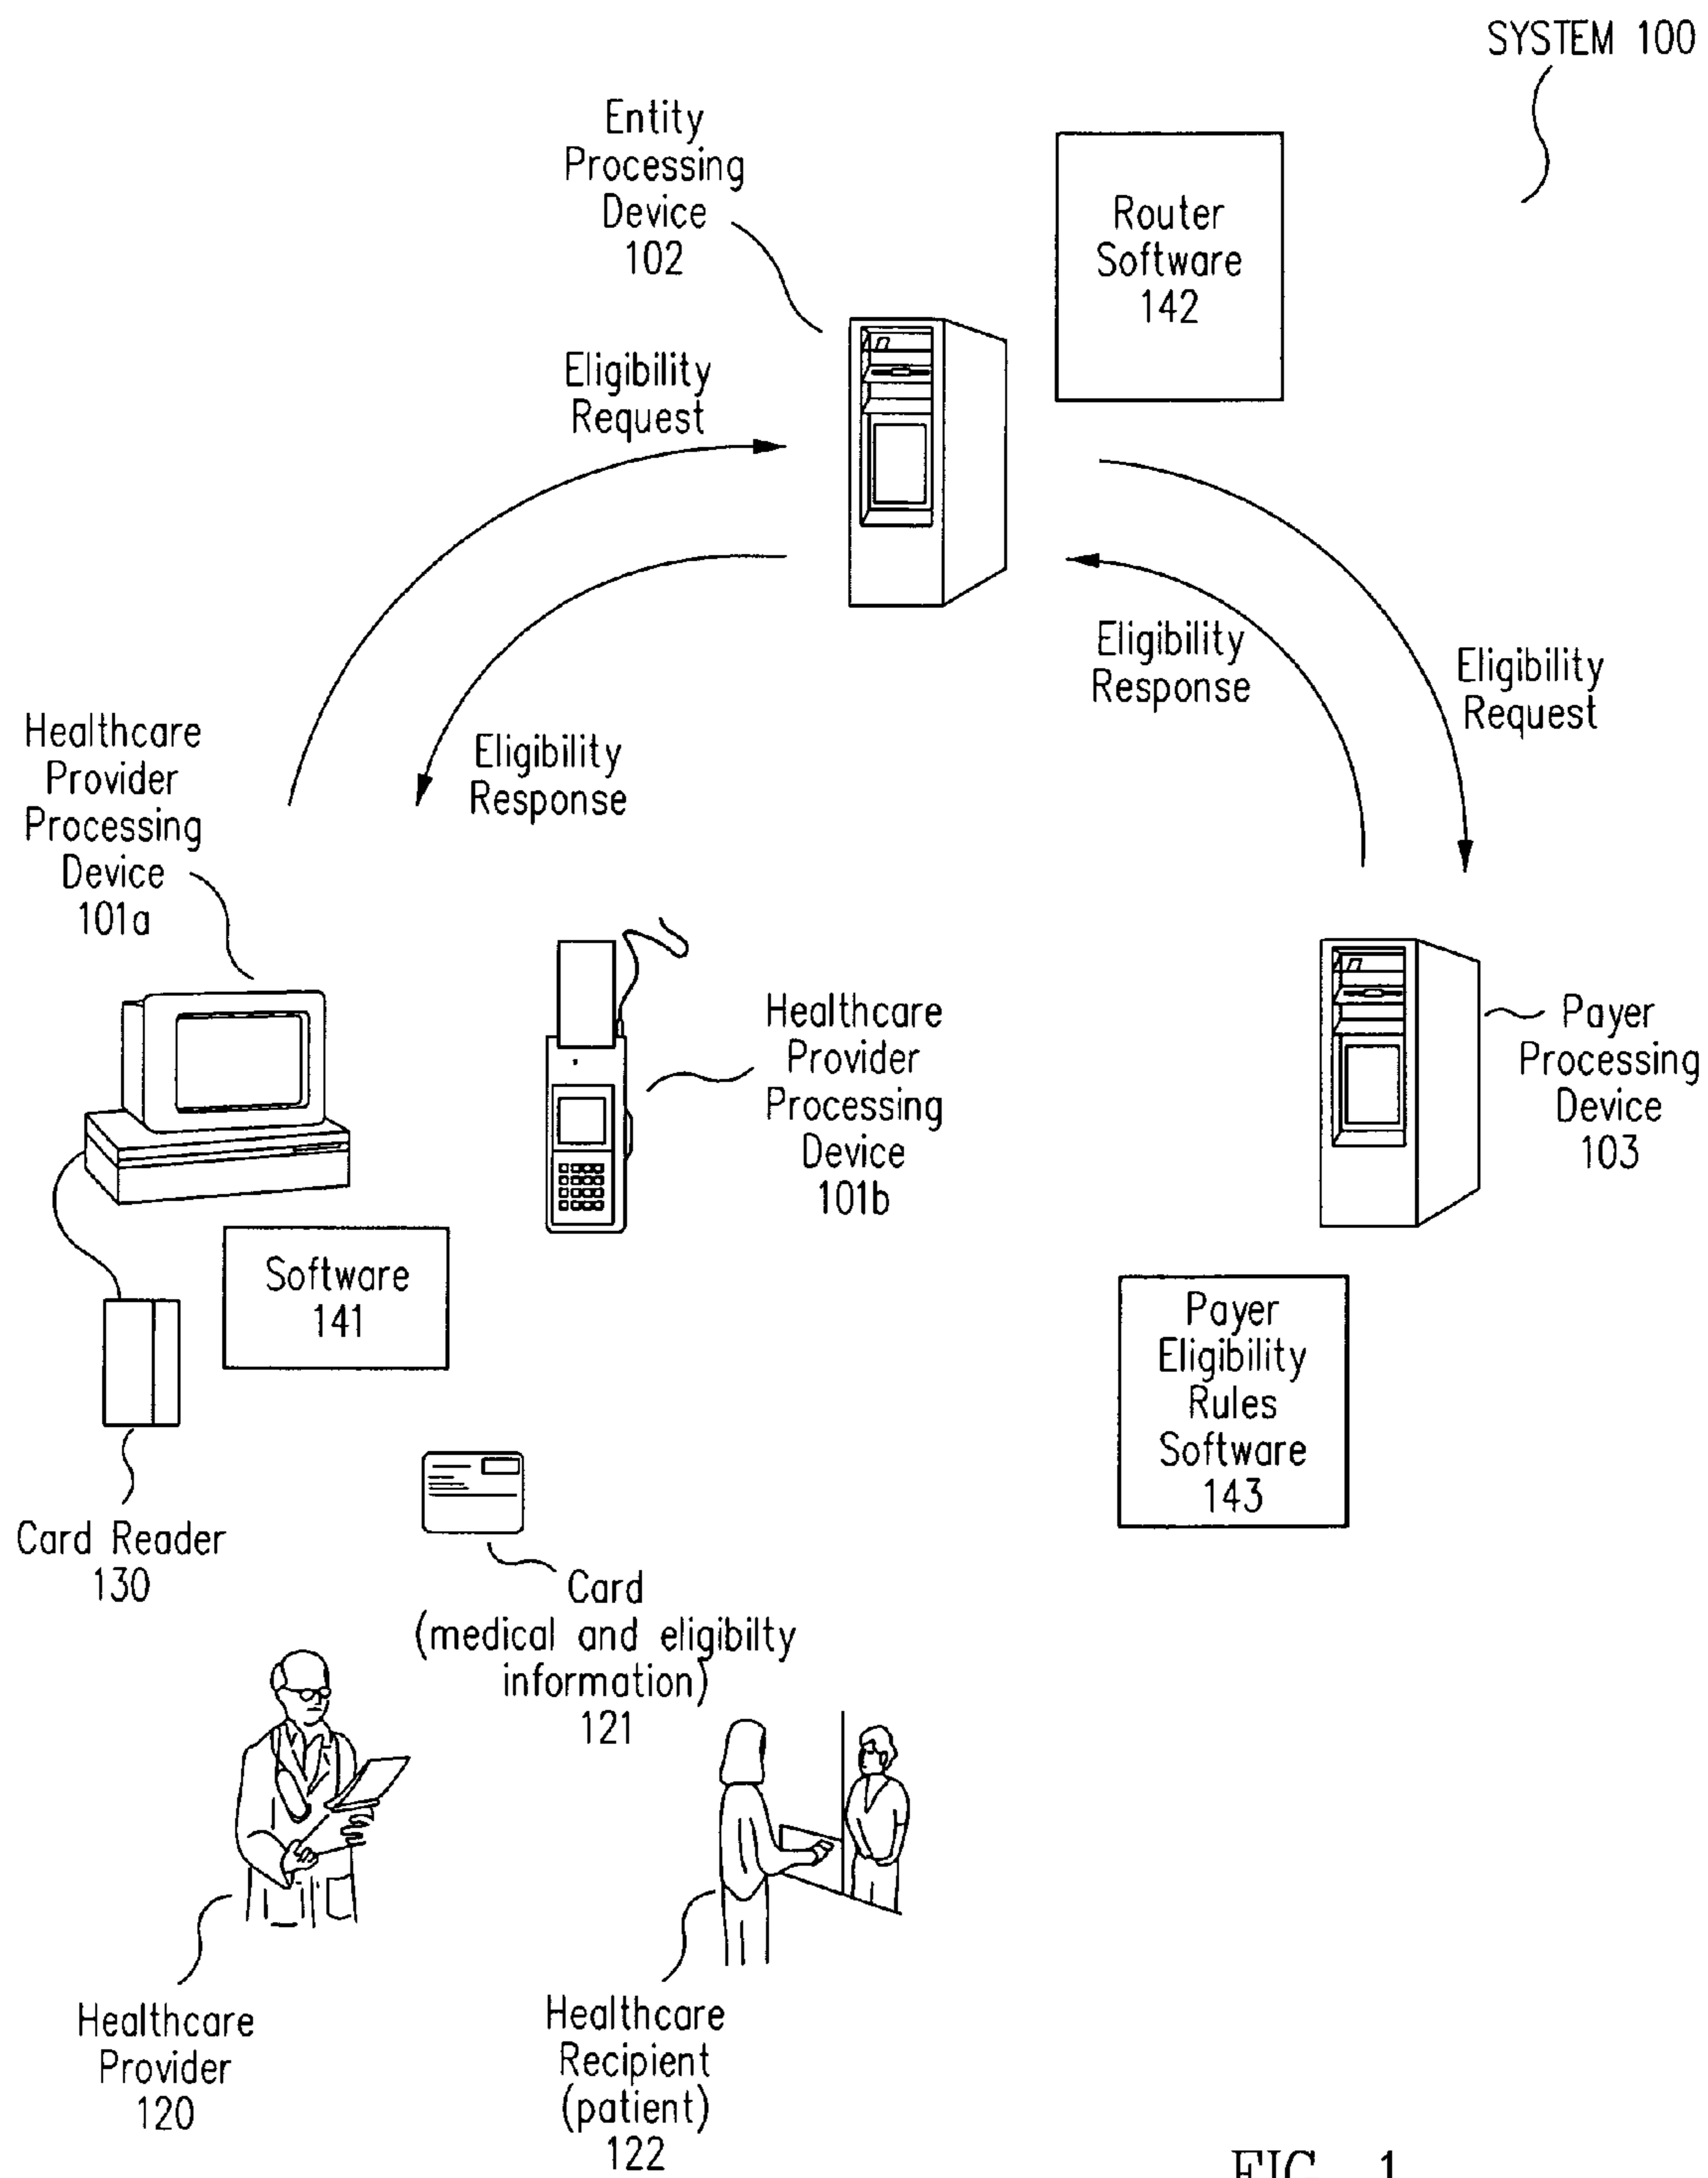 SYSTEM 100
Entity
Processing
Device
102
Router
Software
142
Eligibility
Request
Eligibility
Response
Eligibility
Request
Healthcare
Provider
Processing
Device
101a
Eligibility
Response
Healthcare
Provider
Processing
Device
101b
Payer
Processing
Device
103
Software
141
Payer
Eligibility
Rules
Software
143
Card Reader
130
Card
(medical and eligibilty
information)
121
Healthcare
Provider
120
Healthcare
Recipient
(patient)
122
FIG. 1